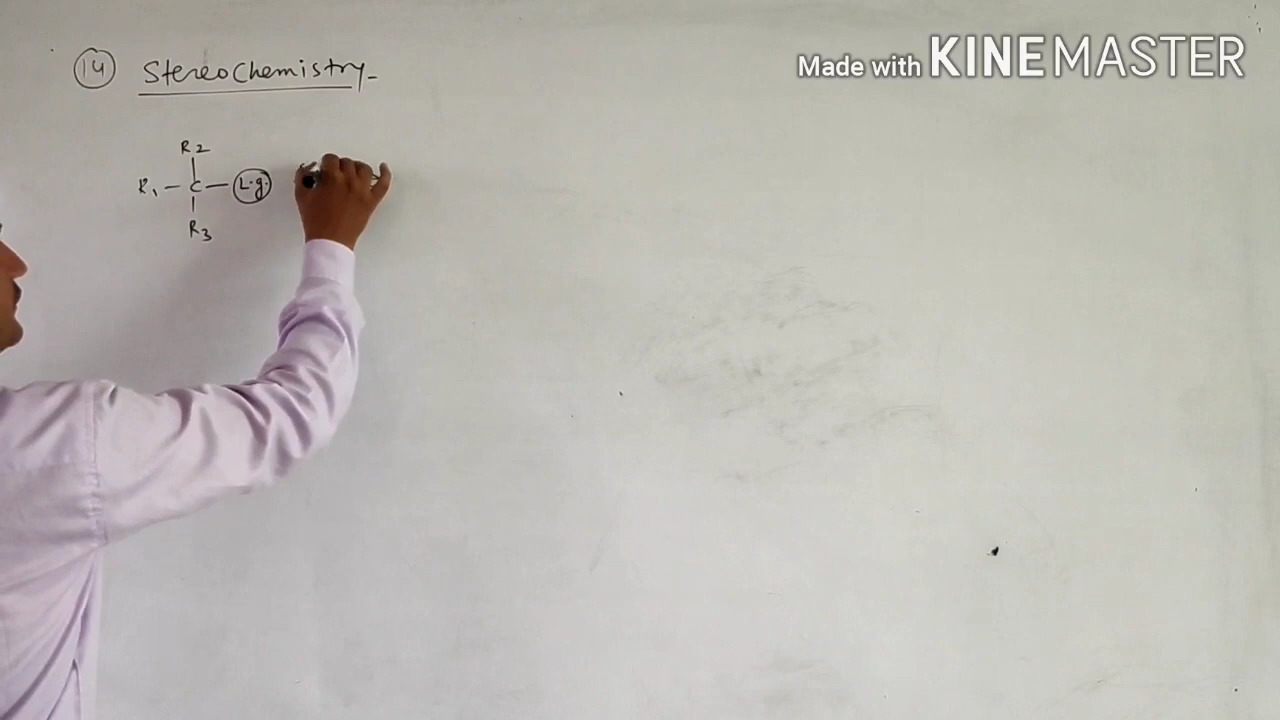 14 Stereochemistry-
Made with KINEMASTER
R2
R1 - C - L.g.
R3